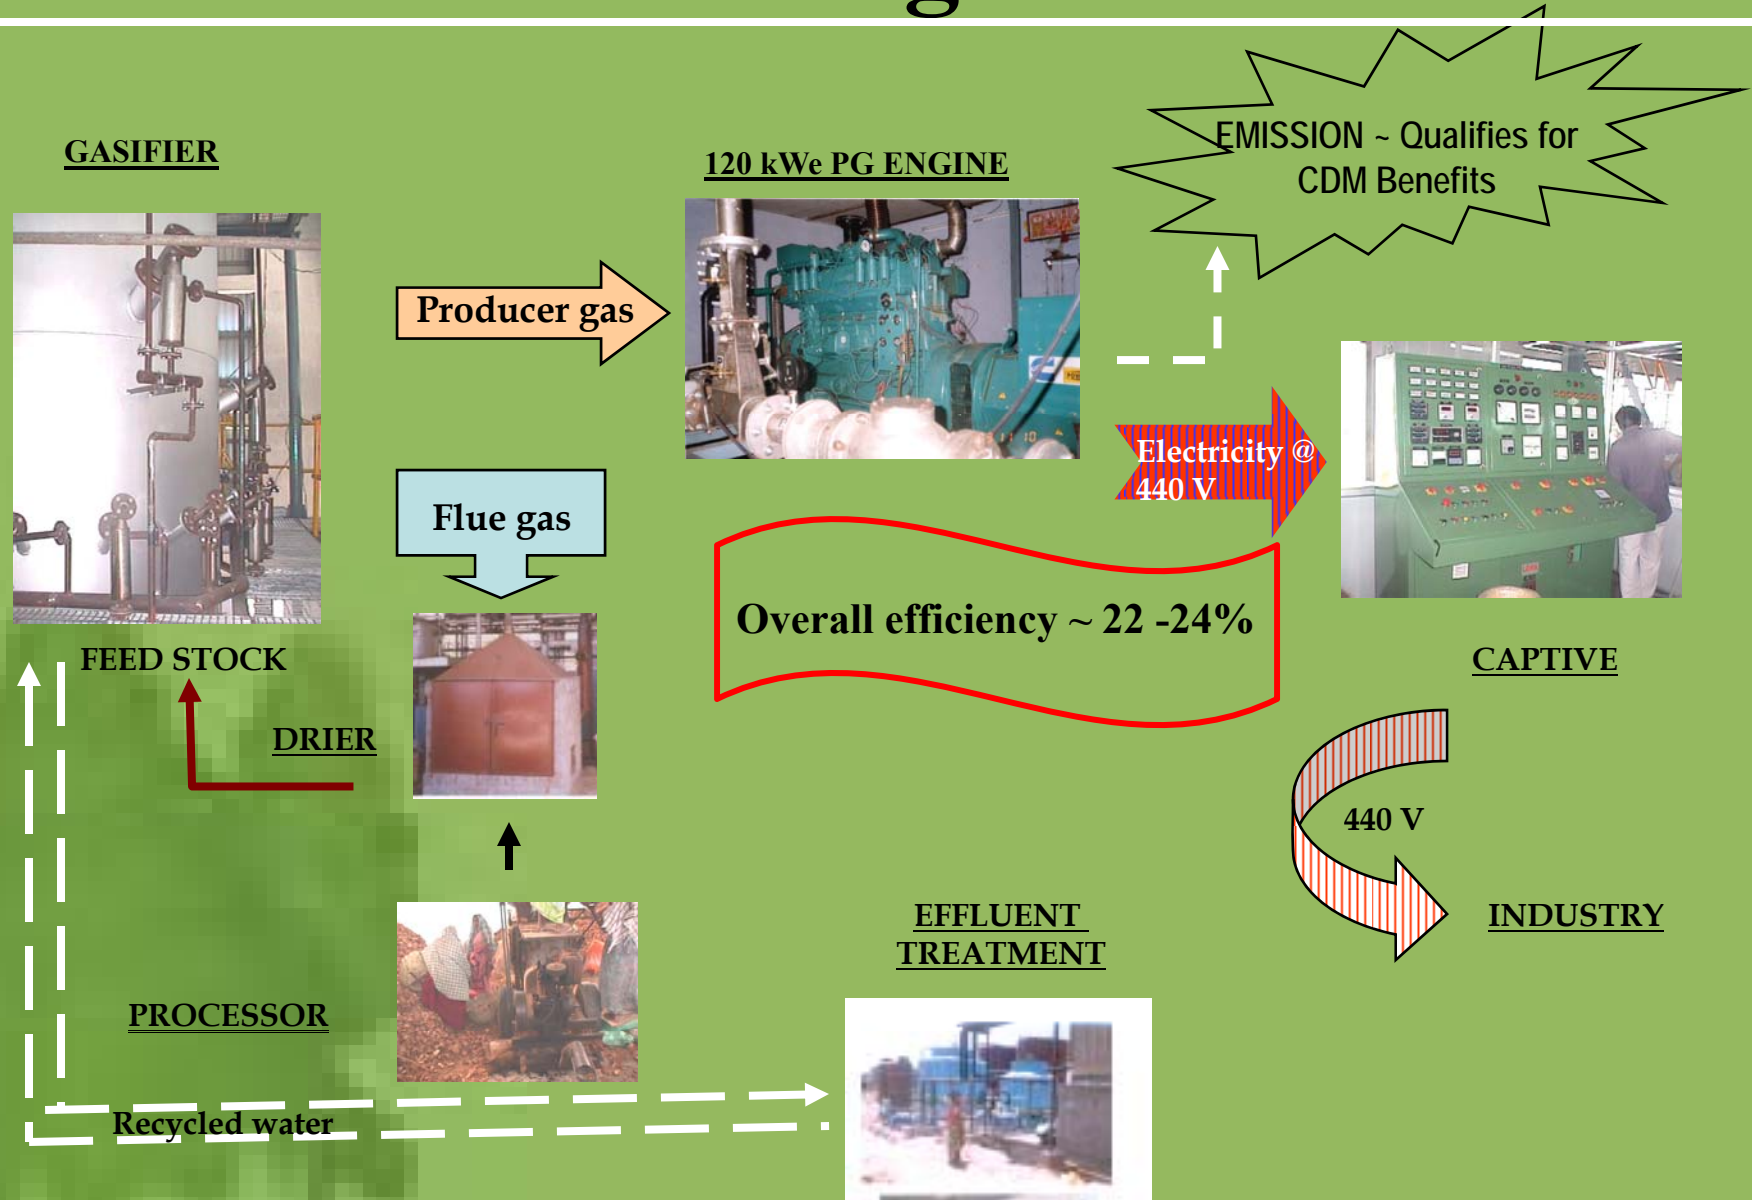 GASIFIER
120 kWe PG ENGINE
EMISSION ~ Qualifies for
CDM Benefits
Producer gas
Electricity @
440 V
Flue gas
Overall efficiency ~ 22 -24%
FEED STOCK
CAPTIVE
DRIER
440 V
EFFLUENT
TREATMENT
INDUSTRY
PROCESSOR
Recycled water